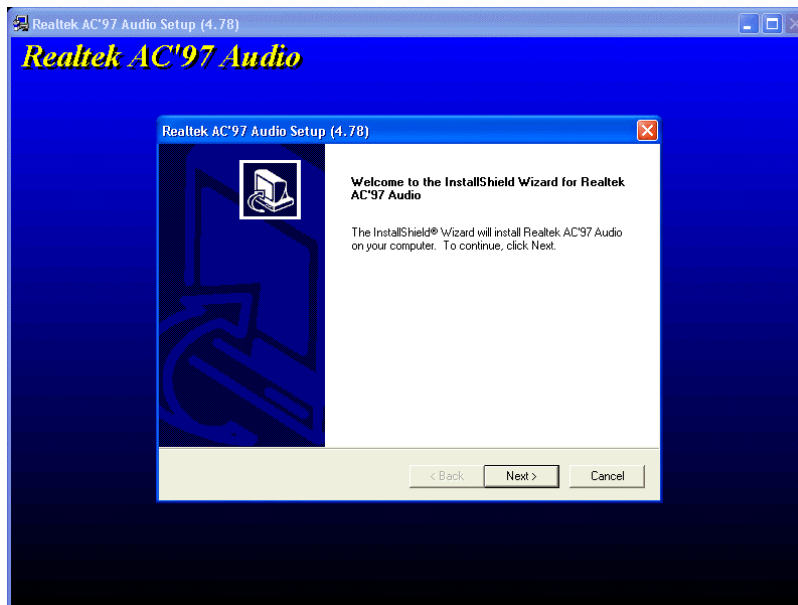 Realtek AC'97 Audio Setup (4.78)
Realtek AC'97 Audio
Realtek AC'97 Audio Setup (4.78)
Welcome to the InstallShield Wizard for Realtek
AC'97 Audio
The InstallShield® Wizard will install Realtek AC'97 Audio
on your computer. To continue, click Next.
< Back Next > Cancel